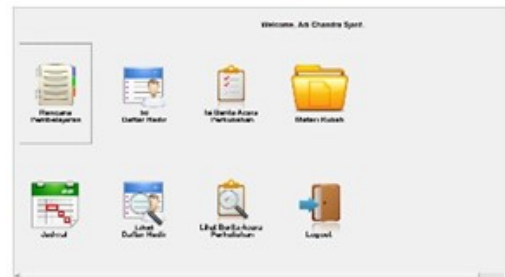 Welcome, Adi Chandra Syarif.
Rencana
Pembelajaran
Isi
Daftar Hadir
Isi Berita Acara
Perkuliahan
Materi Kuliah
Jadwal
Lihat
Daftar Hadir
Lihat Berita Acara
Perkuliahan
Logout